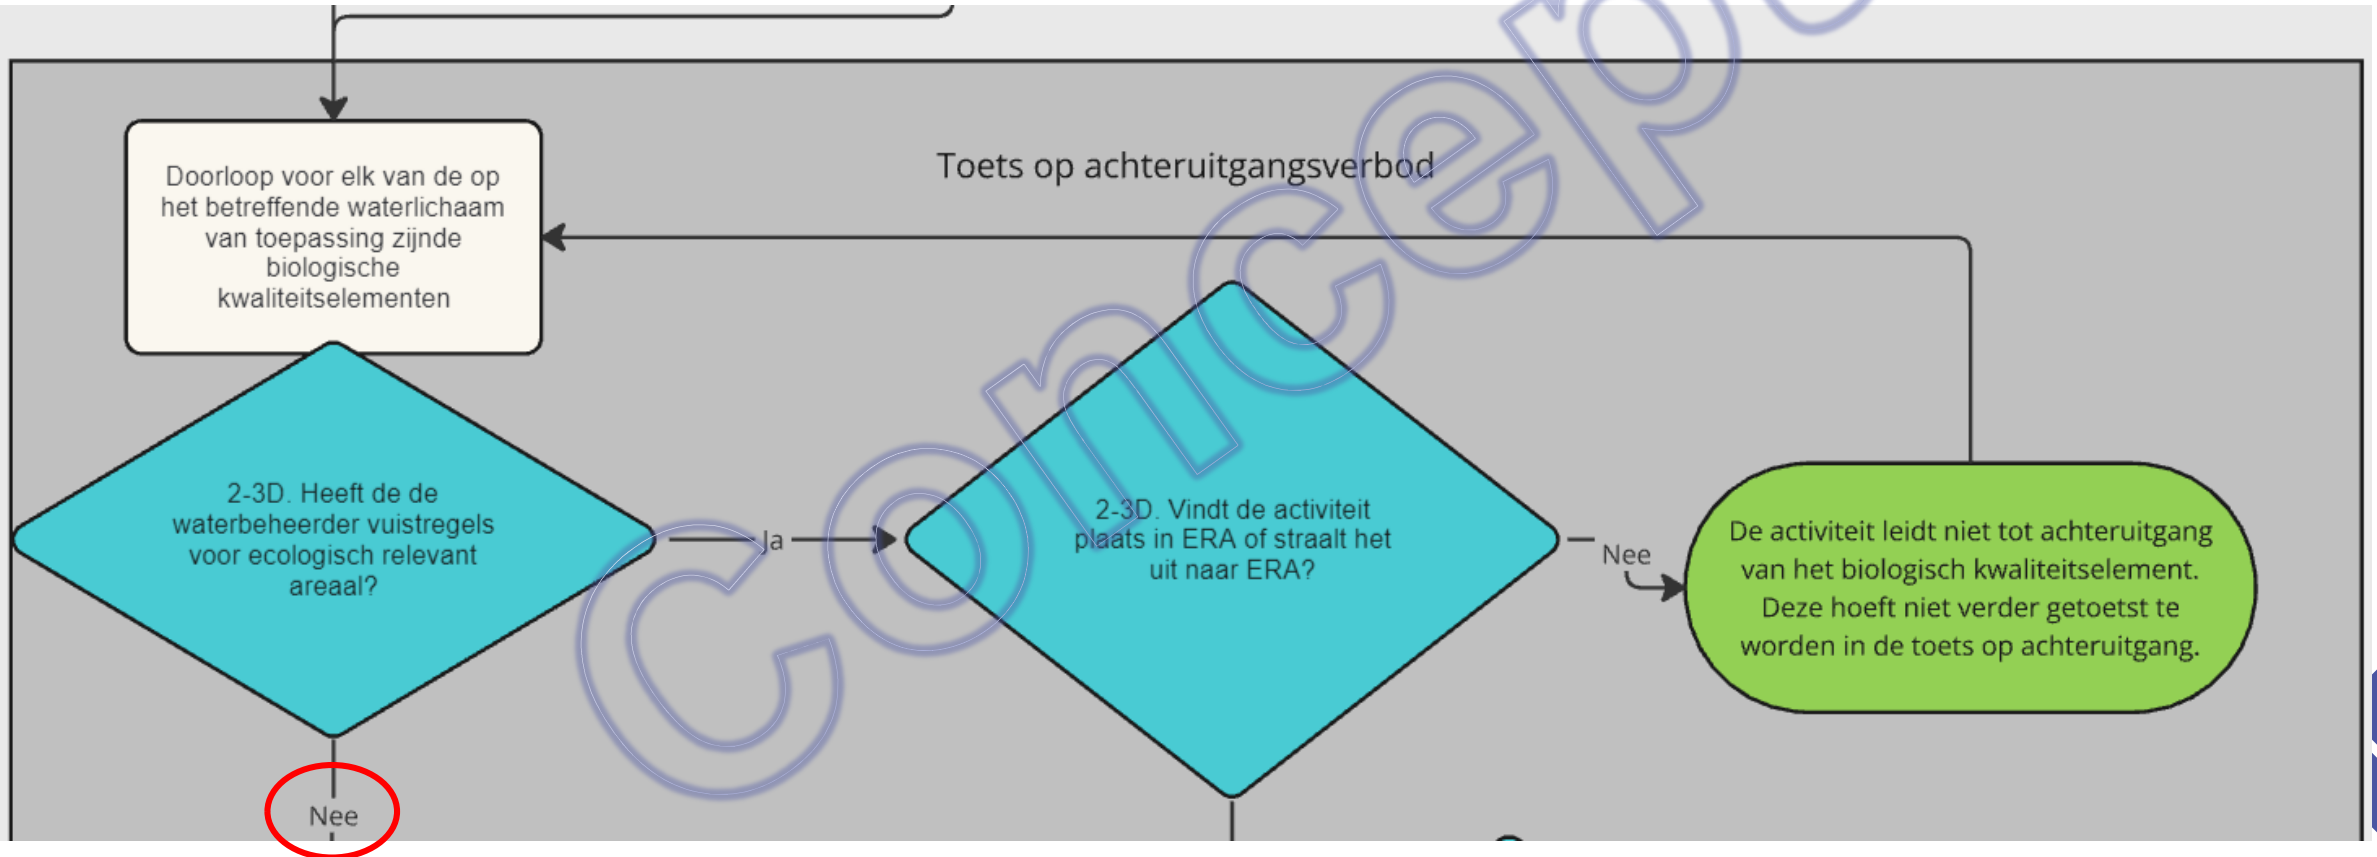 Toets op achteruitgangsverbod
Doorloop voor elk van de op
het betreffende waterlichaam
van toepassing zijnde
biologische
kwaliteitselementen
2-3D. Heeft de de
waterbeheerder vuistregels
voor ecologisch relevant
areaal?
Ja
2-3D. Vindt de activiteit
plaats in ERA of straalt het
uit naar ERA?
Nee
De activiteit leidt niet tot achteruitgang
van het biologisch kwaliteitselement.
Deze hoeft niet verder getoetst te
worden in de toets op achteruitgang.
Nee
Concept